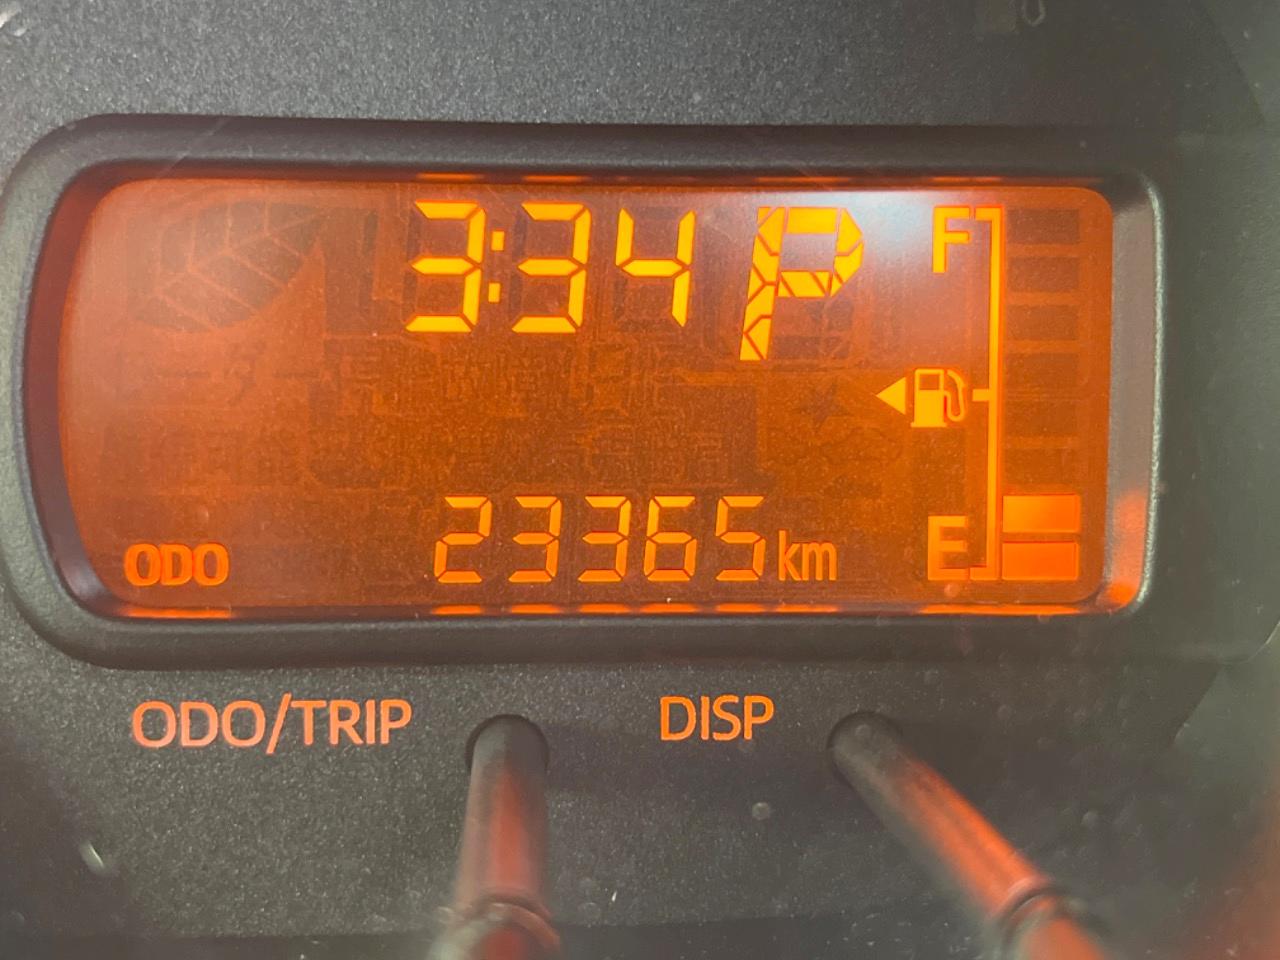 3:34 P F
E
ODO 23365 km
ODO/TRIP DISP